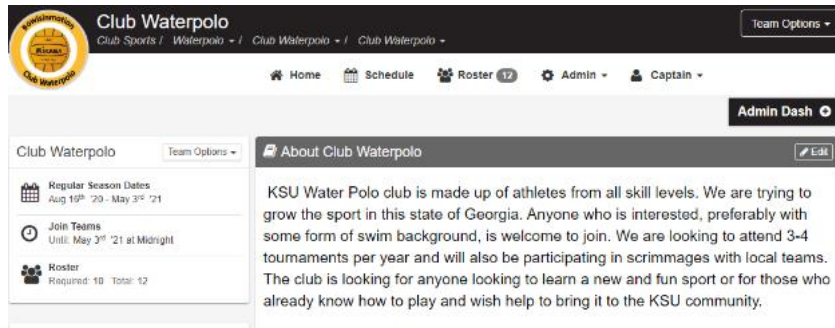 Club Waterpolo
Team Options
Club Sports / Waterpolo / Club Waterpolo / Club Waterpolo
Home Schedule Roster 12 Admin Captain
Admin Dash
Club Waterpolo Team Options
Regular Season Dates
Aug 16th '20 - May 3rd '21
Join Teams
Until: May 3rd '21 at Midnight
Roster
Required: 10 Total: 12
About Club Waterpolo Edit
KSU Water Polo club is made up of athletes from all skill levels. We are trying to
grow the sport in this state of Georgia. Anyone who is interested, preferably with
some form of swim background, is welcome to join. We are looking to attend 3-4
tournaments per year and will also be participating in scrimmages with local teams.
The club is looking for anyone looking to learn a new and fun sport or for those who
already know how to play and wish help to bring it to the KSU community.
Club Waterpolo